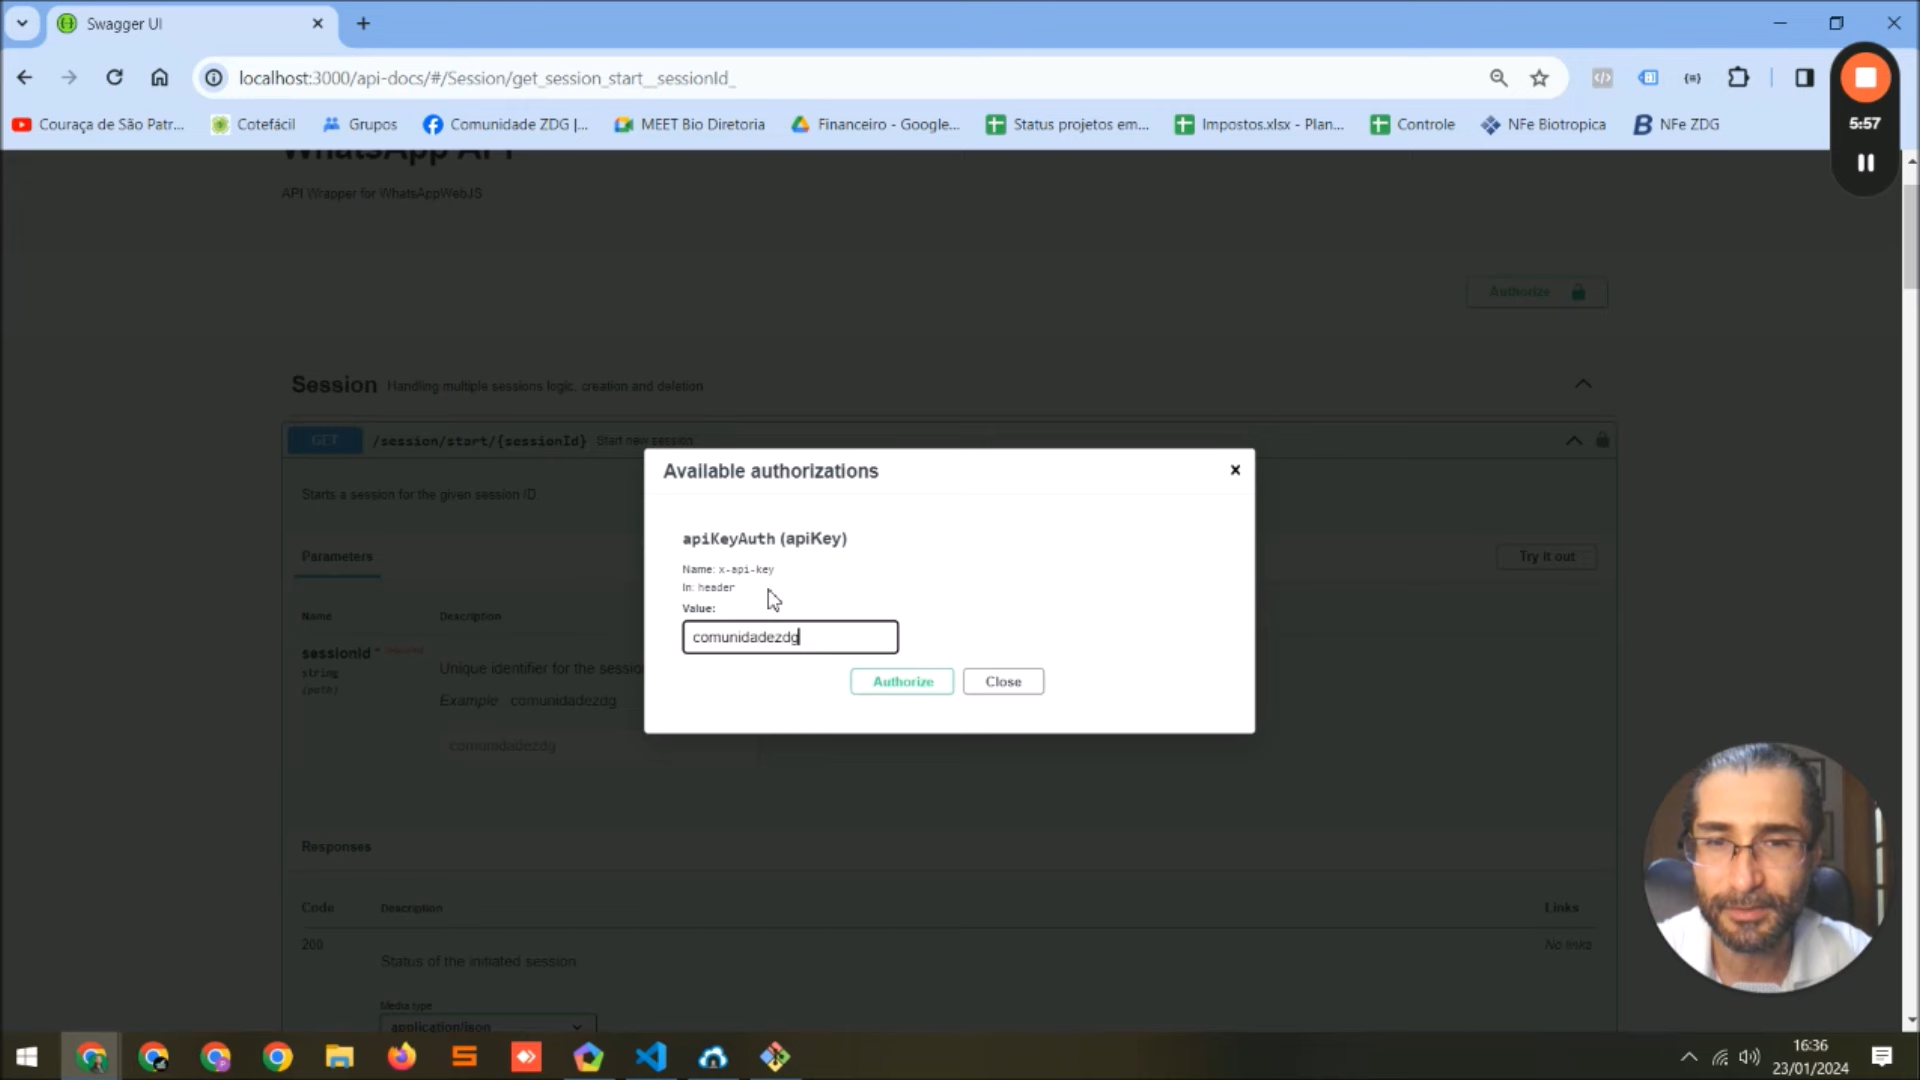 Swagger UI
localhost:3000/api-docs/#/Session/get_session_start__sessionId_
Couraça de São Patr...
Cotefácil
Grupos
Comunidade ZDG |...
MEET Bio Diretoria
Financeiro - Google...
Status projetos em...
Impostos.xlsx - Plan...
Controle
NFe Biotropica
NFe ZDG
5:57
WhatsApp API
API Wrapper for WhatsAppWebJS
Authorize
Session Handling multiple sessions logic, creation and deletion
GET /session/start/{sessionId} Start new session
Starts a session for the given session ID
Available authorizations
apiKeyAuth (apiKey)
Name: x-api-key
In: header
Value:
comunidadezdg
Authorize
Close
Parameters
Try it out
Name
Description
sessionId * required
string
(path)
Unique identifier for the sessio
Example : comunidadezdg
comunidadezdg
Responses
Code
Description
Links
200
Status of the initiated session.
No links
Media type
application/json
16:36
23/01/2024